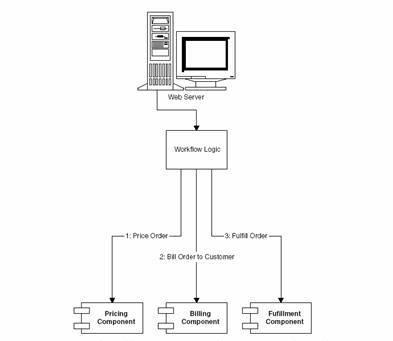 Web Server
Workflow Logic
1: Price Order
3: Fulfill Order
2: Bill Order to Customer
Pricing
Component
Billing
Component
Fufillment
Component